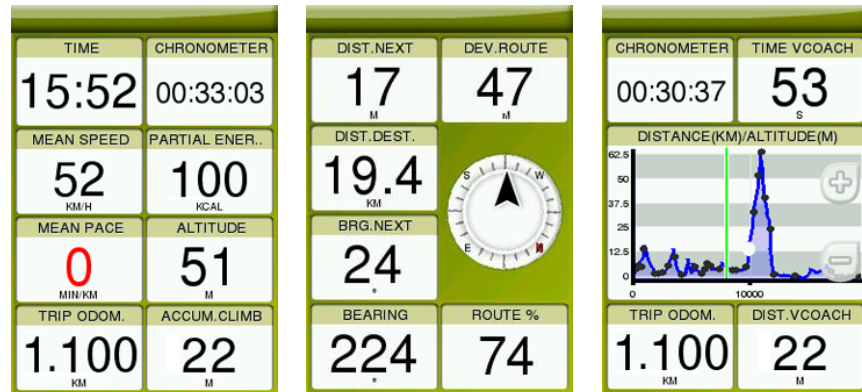 TIME CHRONOMETER
15:52 00:33:03
MEAN SPEED PARTIAL ENER..
52 100
KM/H KCAL
MEAN PACE ALTITUDE
0 51
MIN/KM M
TRIP ODOM. ACCUM.CLIMB
1.100 22
KM M
DIST.NEXT DEV.ROUTE
17 47
M M
DIST.DEST.
19.4
KM
S W
E N
BRG.NEXT
24
°
BEARING ROUTE %
224 74
°
CHRONOMETER TIME VCOACH
00:30:37 53
S
DISTANCE(KM)/ALTITUDE(M)
62.5
50
37.5
25
12.5
0
0 10000
TRIP ODOM. DIST.VCOACH
1.100 22
KM M